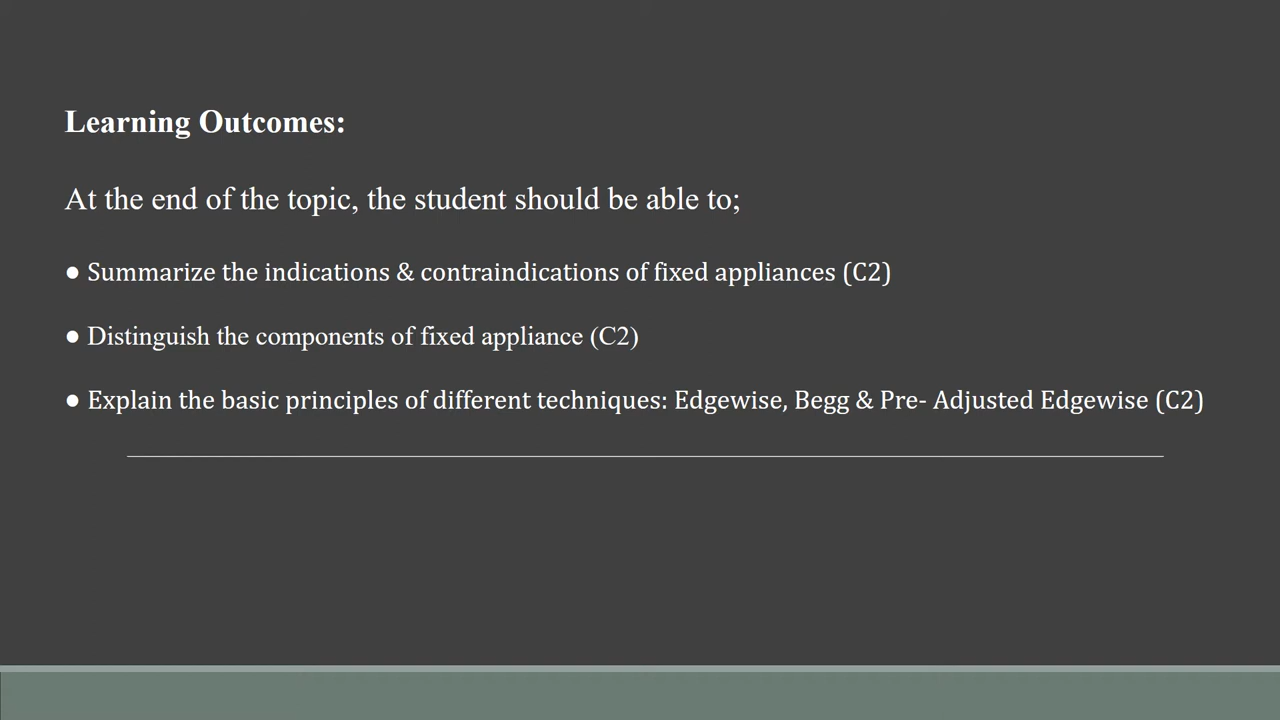 Learning Outcomes:
At the end of the topic, the student should be able to;
● Summarize the indications & contraindications of fixed appliances (C2)
● Distinguish the components of fixed appliance (C2)
● Explain the basic principles of different techniques: Edgewise, Begg & Pre- Adjusted Edgewise (C2)